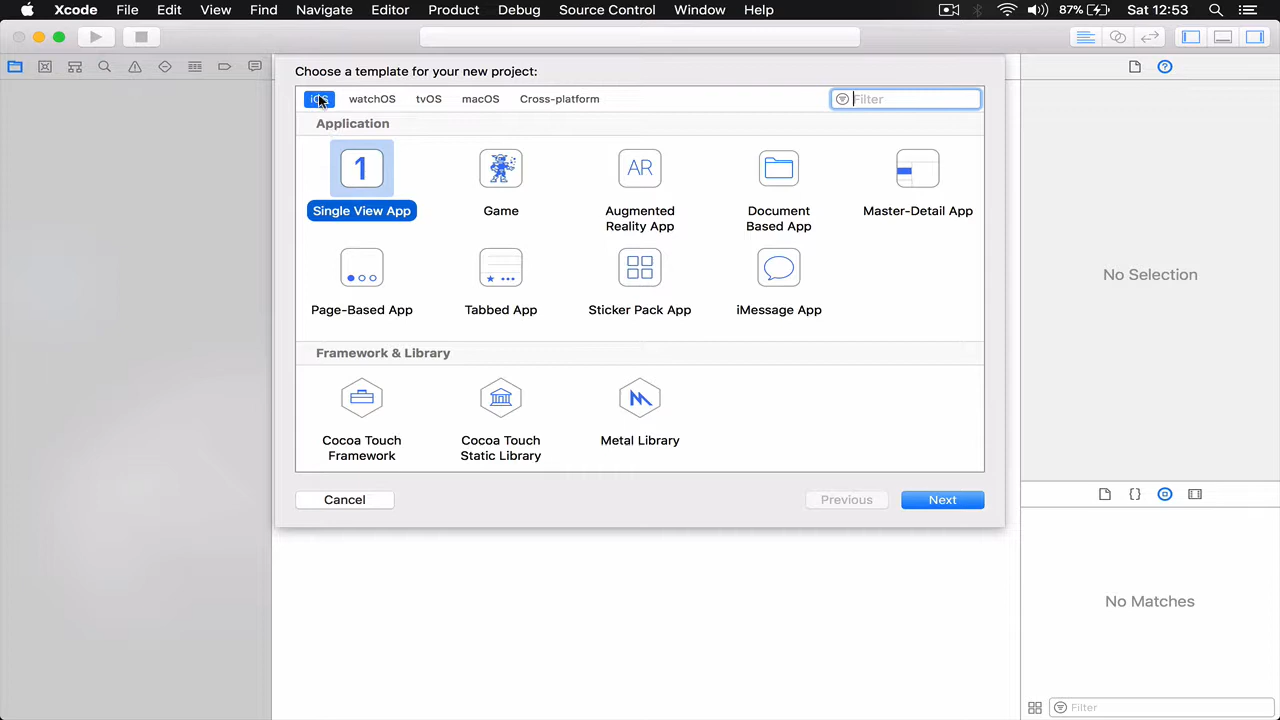 Xcode File Edit View Find Navigate Editor Product Debug Source Control Window Help 87% Sat 12:53
Choose a template for your new project:
iOS watchOS tvOS macOS Cross-platform Filter
Application
1
AR
Single View App
Game
Augmented
Reality App
Document
Based App
Master-Detail App
Page-Based App
Tabbed App
Sticker Pack App
iMessage App
Framework & Library
Cocoa Touch
Framework
Cocoa Touch
Static Library
Metal Library
Cancel Previous Next
No Selection
{}
No Matches
Filter